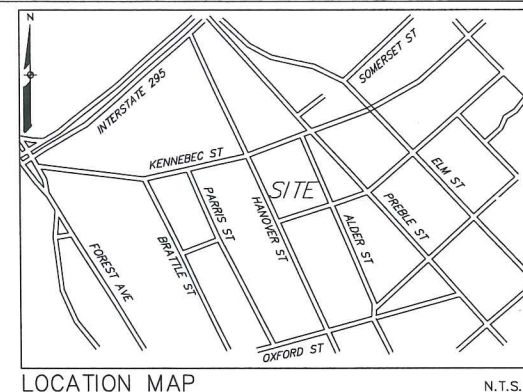 N
INTERSTATE 295
SOMERSET ST
KENNEBEC ST
ELM ST
SITE
PARRIS ST
HANOVER ST
PREBLE ST
ALDER ST
BRATTLE ST
FOREST AVE
OXFORD ST
LOCATION MAP
N.T.S.